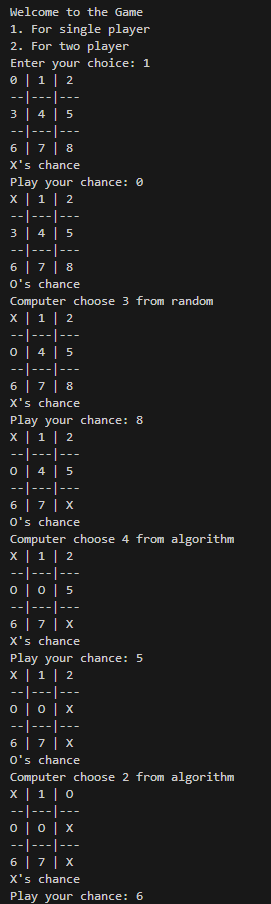 Welcome to the Game
1. For single player
2. For two player
Enter your choice: 1
0 | 1 | 2
--|---|---
3 | 4 | 5
--|---|---
6 | 7 | 8
X's chance
Play your chance: 0
X | 1 | 2
--|---|---
3 | 4 | 5
--|---|---
6 | 7 | 8
O's chance
Computer choose 3 from random
X | 1 | 2
--|---|---
O | 4 | 5
--|---|---
6 | 7 | 8
X's chance
Play your chance: 8
X | 1 | 2
--|---|---
O | 4 | 5
--|---|---
6 | 7 | X
O's chance
Computer choose 4 from algorithm
X | 1 | 2
--|---|---
O | O | 5
--|---|---
6 | 7 | X
X's chance
Play your chance: 5
X | 1 | 2
--|---|---
O | O | X
--|---|---
6 | 7 | X
O's chance
Computer choose 2 from algorithm
X | 1 | O
--|---|---
O | O | X
--|---|---
6 | 7 | X
X's chance
Play your chance: 6